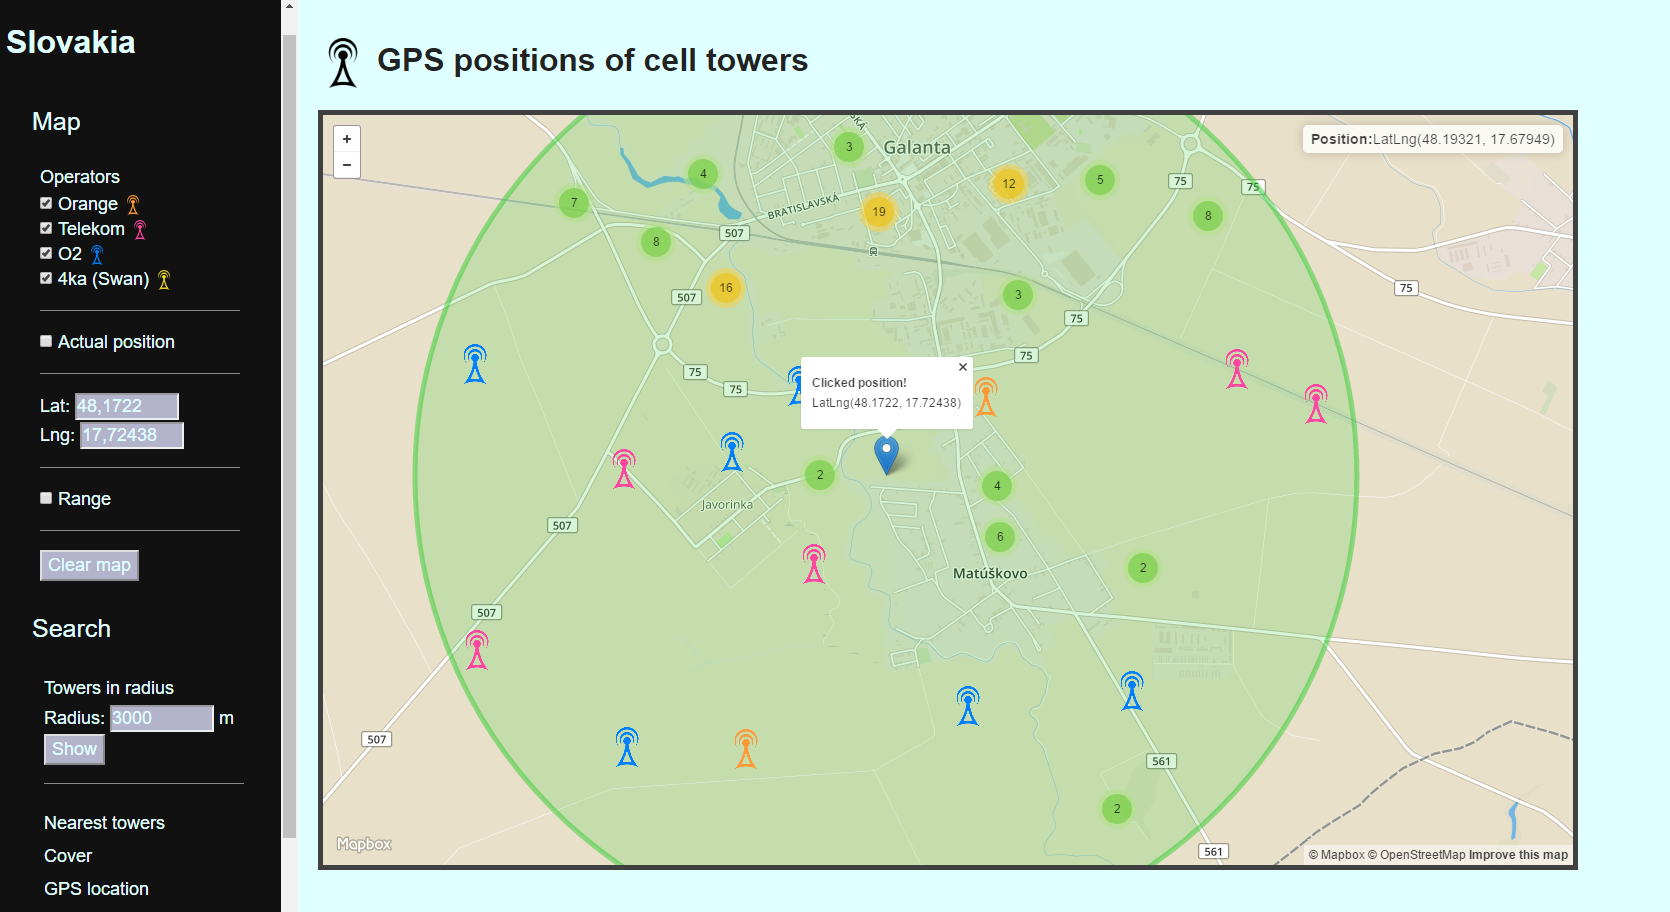 Slovakia
Map
Operators
Orange
Telekom
O2
4ka (Swan)
Actual position
Lat: 48,1722
Lng: 17,72438
Range
Clear map
Search
Towers in radius
Radius: 3000 m
Show
Nearest towers
Cover
GPS location
GPS positions of cell towers
+
−
Position:LatLng(48.19321, 17.67949)
SKÁ
3
Galanta
4
12
5
75
75
7
BRATISLAVSKÁ
19
8
507
8
16
507
75
3
75
75
75
75
Clicked position!
LatLng(48.1722, 17.72438)
×
2
4
Javorinka
507
6
2
Matúškovo
507
507
561
2
561
Mapbox
© Mapbox © OpenStreetMap Improve this map